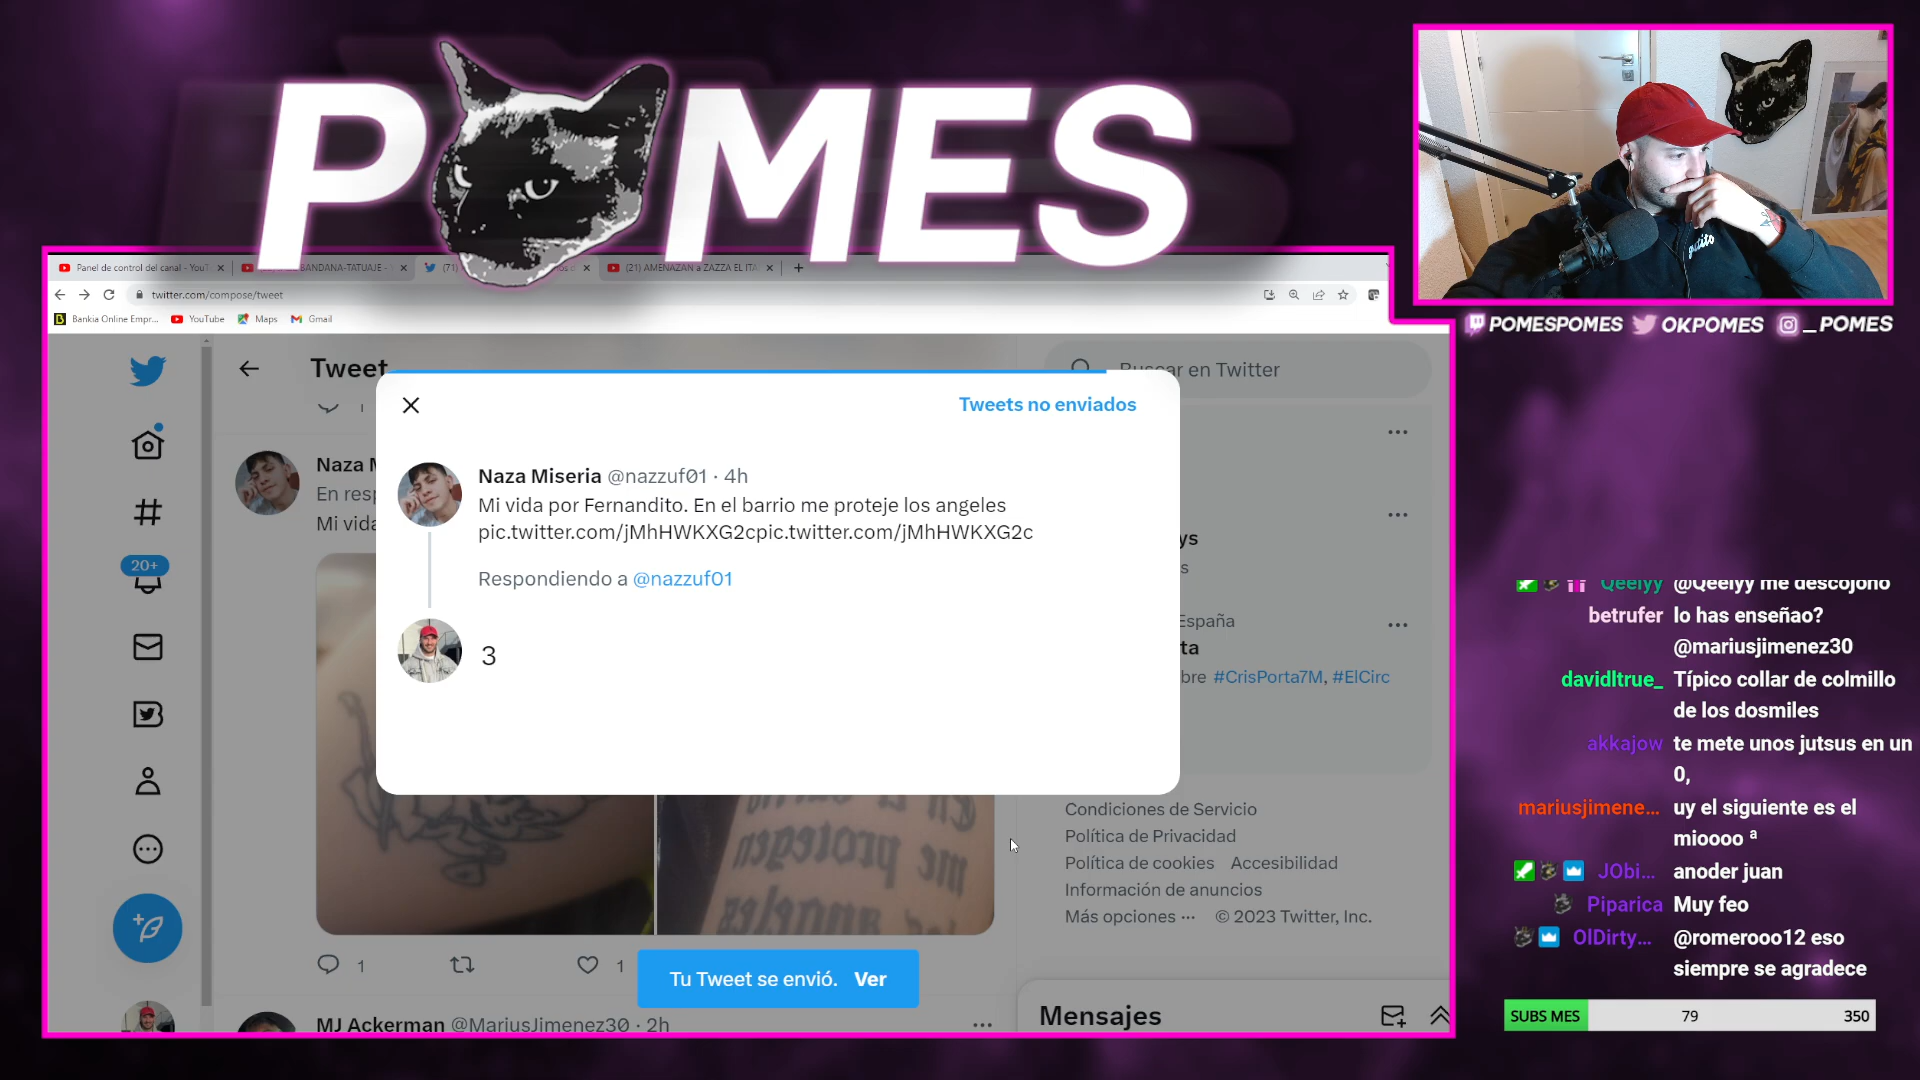 POMES
Panel de control del canal - YouT
BANDANA-TATUAJE -
(71)
(21) AMENAZAN a ZAZZA EL ITA
twitter.com/compose/tweet
Bankia Online Empr...
YouTube
Maps
Gmail
POMESPOMES
OKPOMES
_POMES
Tweet
Buscar en Twitter
Tweets no enviados
20+
Naza M
En resp
Mi vida
Naza Miseria @nazzuf01 · 4h
Mi vida por Fernandito. En el barrio me proteje los angeles
pic.twitter.com/jMhHWKXG2cpic.twitter.com/jMhHWKXG2c
Respondiendo a @nazzuf01
3
ys
s
España
ta
bre #CrisPorta7M, #ElCirc
en el
barrio
me protegen
los angeles
1
1
Tu Tweet se envió. Ver
MJ Ackerman @MariusJimenez30 · 2h
Condiciones de Servicio
Política de Privacidad
Política de cookies Accesibilidad
Información de anuncios
Más opciones ··· © 2023 Twitter, Inc.
Mensajes
Qeelyy @Qeelyy me descojono
betrufer lo has enseñao?
@mariusjimenez30
davidltrue_ Típico collar de colmillo
de los dosmiles
akkajow te mete unos jutsus en un
0,
mariusjimene... uy el siguiente es el
mioooo ª
JObi... anoder juan
Piparica Muy feo
OlDirty... @romerooo12 eso
siempre se agradece
SUBS MES 79 350